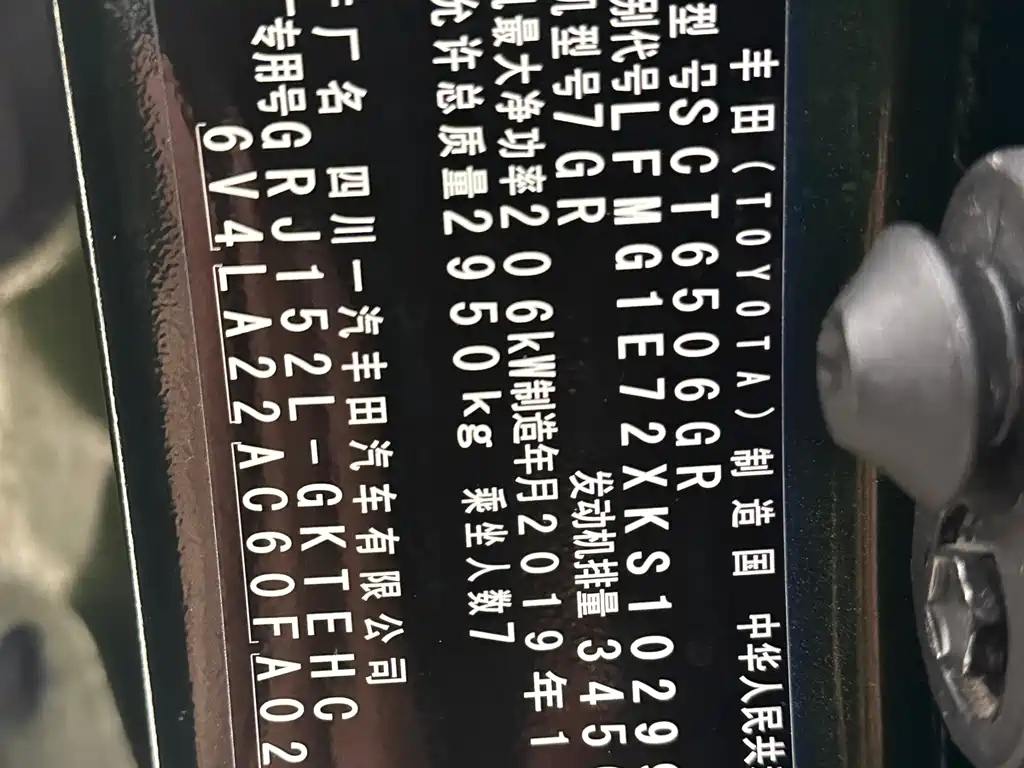 丰田(TOYOTA)制造国 中华人民共
型号SCT6506GR
别代号LFMG1E72XKS1029
机型号7GR 发动机排量345
最大净功率206kW制造年月2019年1
允许总质量2950kg 乘坐人数7
厂名 四川一汽丰田汽车有限公司
专用号GRJ152L-GKTEHC
6V4LA22AC60FA02